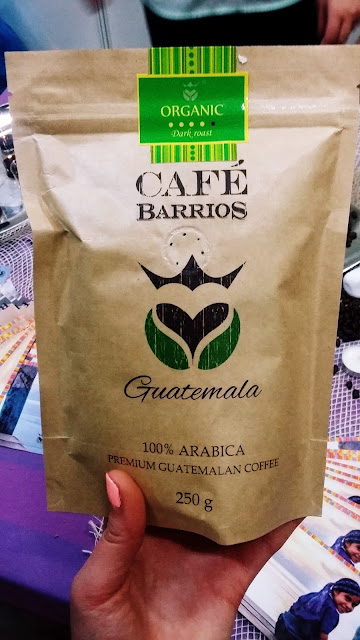 ORGANIC
Dark roast
CAFÉ
BARRIOS
Guatemala
100% ARABICA
PREMIUM GUATEMALAN COFFEE
250 g